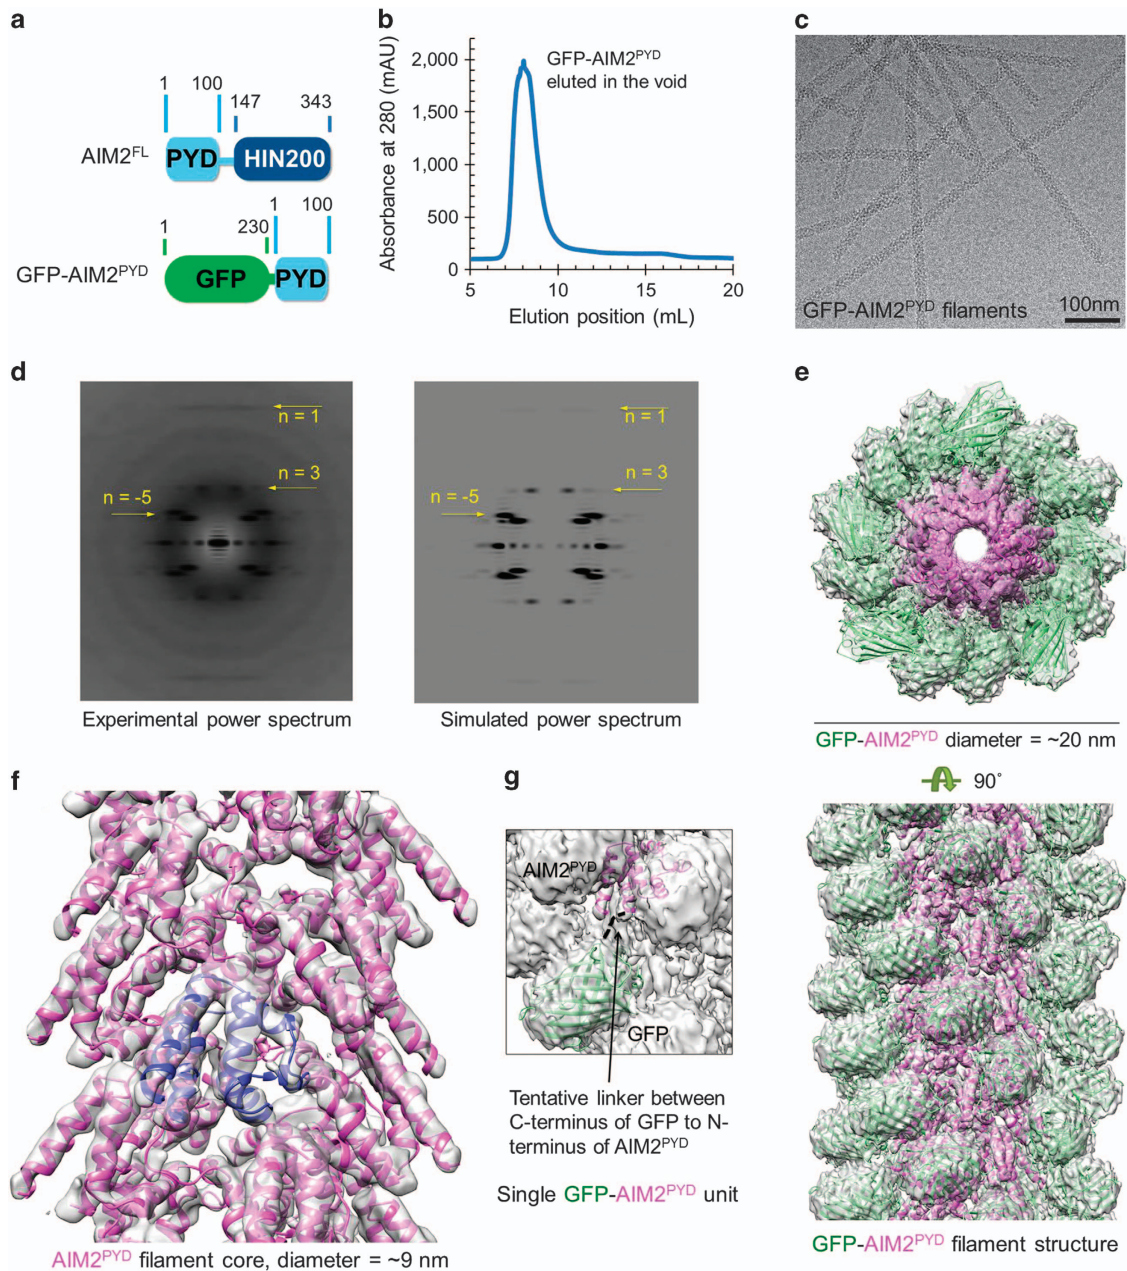 a
1 100 147 343
AIM2FL
PYD HIN200
1 100
1 230
GFP-AIM2PYD
GFP PYD
b
GFP-AIM2PYD
eluted in the void
Absorbance at 280 (mAU)
2,000
1,500
1,000
500
0
5 10 15 20
Elution position (mL)
c
GFP-AIM2PYD filaments
100nm
d
n = 1
n = 3
n = -5
Experimental power spectrum
n = 1
n = 3
n = -5
Simulated power spectrum
e
GFP-AIM2PYD diameter = ~20 nm
90°
GFP-AIM2PYD filament structure
f
AIM2PYD filament core, diameter = ~9 nm
g
AIM2PYD
GFP
Tentative linker between
C-terminus of GFP to N-
terminus of AIM2PYD
Single GFP-AIM2PYD unit